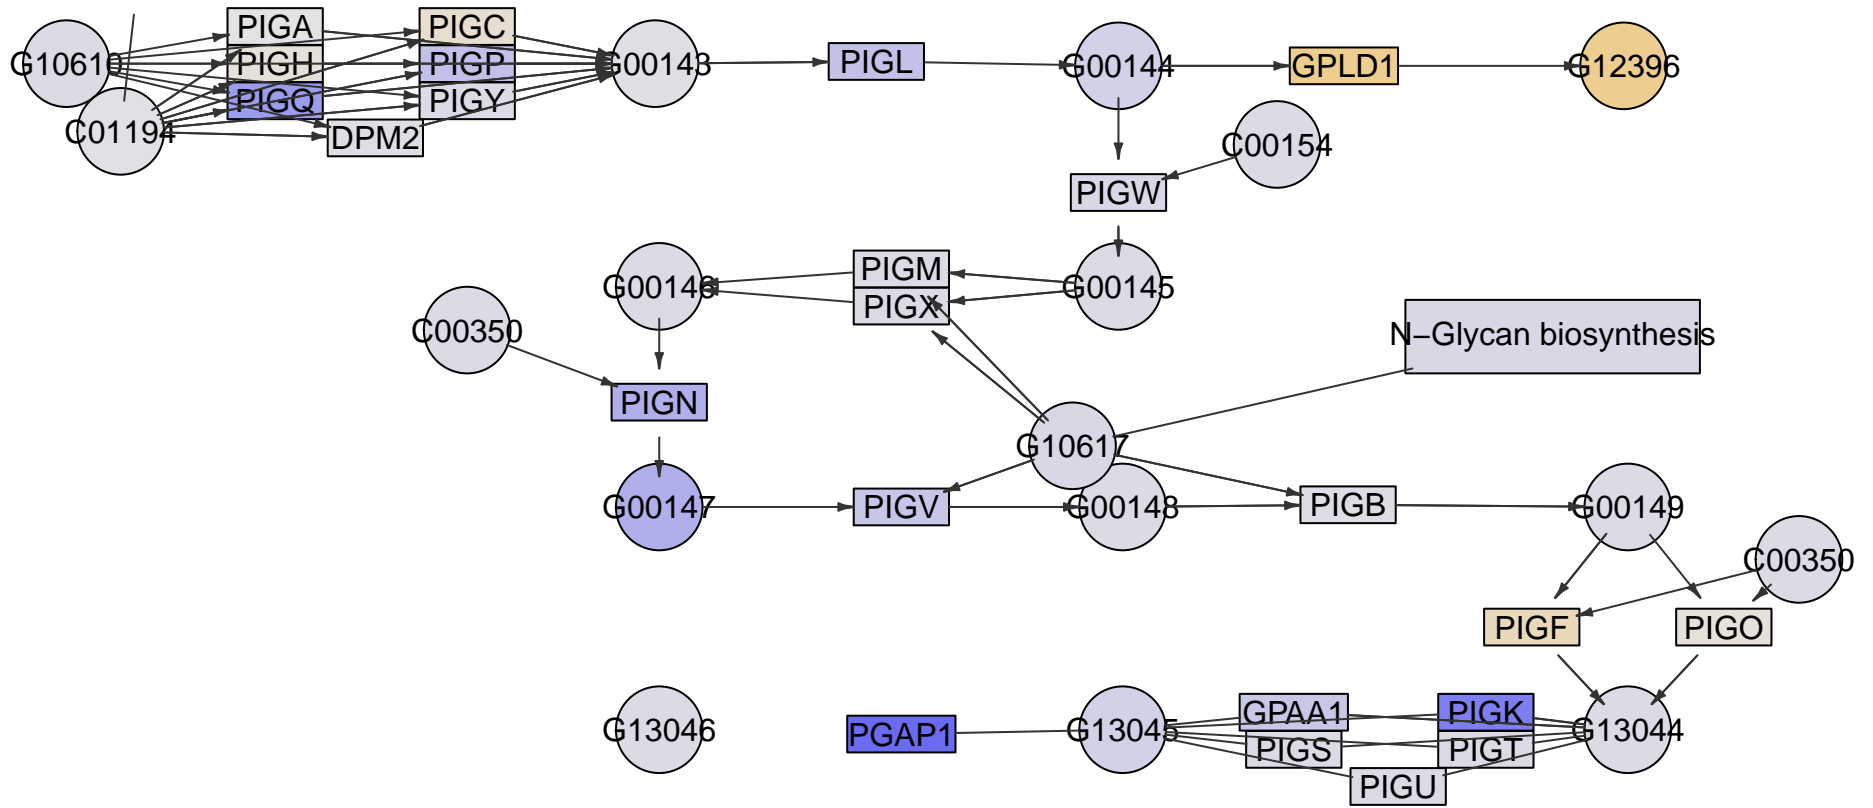 PIGA
PIGC
G10610
PIGH
PIGP
G00143
PIGL
G00144
GPLD1
G12396
PIGQ
PIGY
C01194
DPM2
C00154
PIGW
PIGM
G00146
G00145
PIGX
C00350
N−Glycan biosynthesis
PIGN
G10617
G00147
PIGV
G00148
PIGB
G00149
C00350
PIGF
PIGO
GPAA1
PIGK
G13046
PGAP1
G13045
G13044
PIGS
PIGT
PIGU